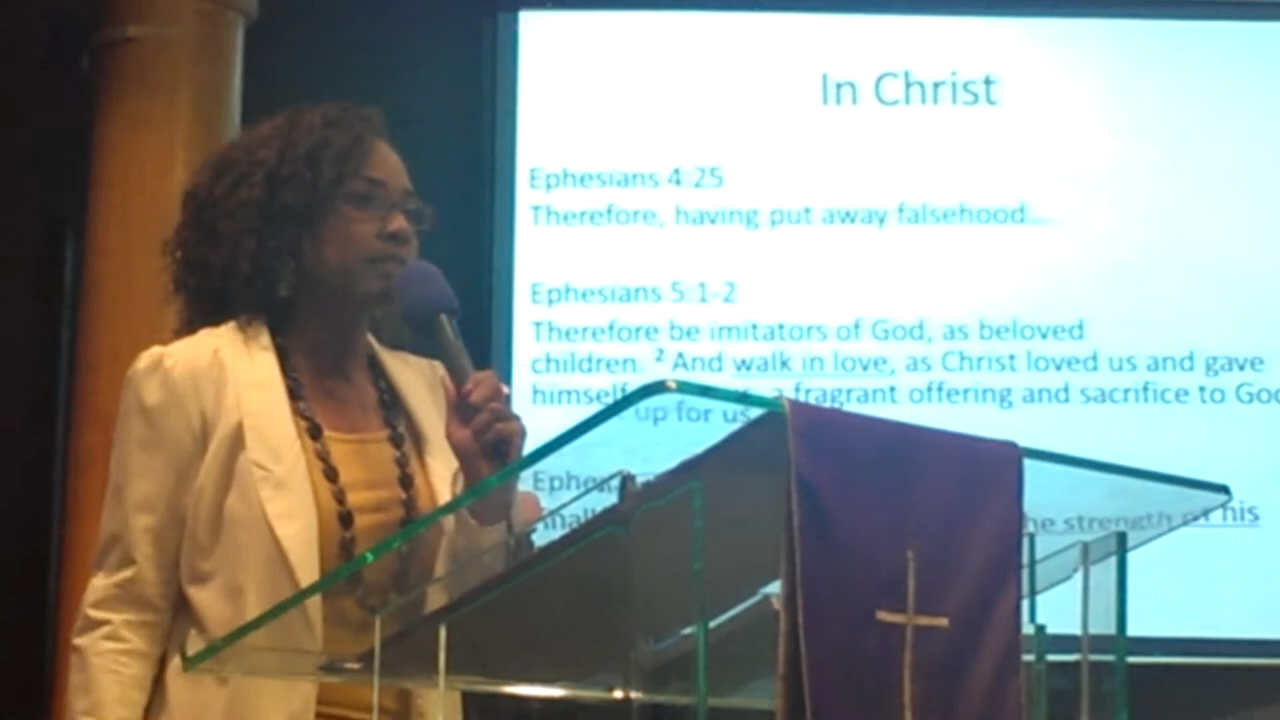 In Christ
Ephesians 4:25
Therefore, having put away falsehood...
Ephesians 5:1-2
Therefore be imitators of God, as beloved
children. ² And walk in love, as Christ loved us and gave
himself a fragrant offering and sacrifice to God
up for us
strength of his